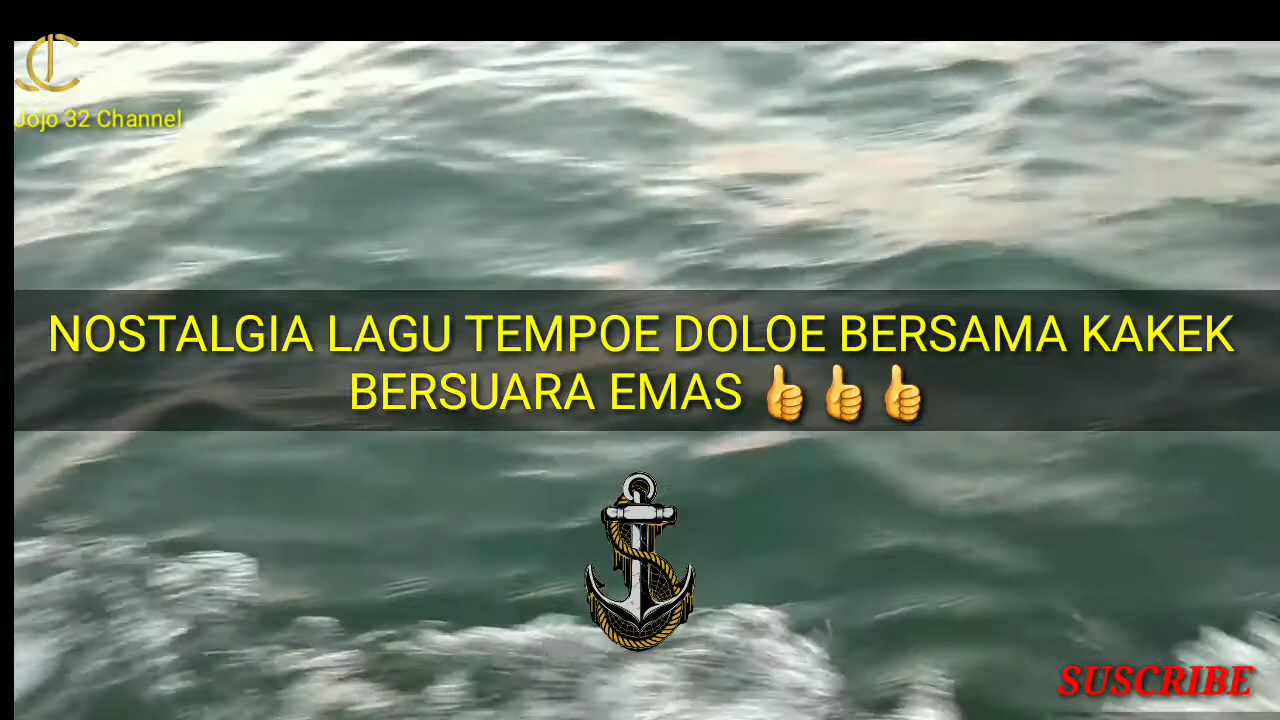 Jojo 32 Channel
NOSTALGIA LAGU TEMPOE DOLOE BERSAMA KAKEK
BERSUARA EMAS 👍👍👍
SUSCRIBE